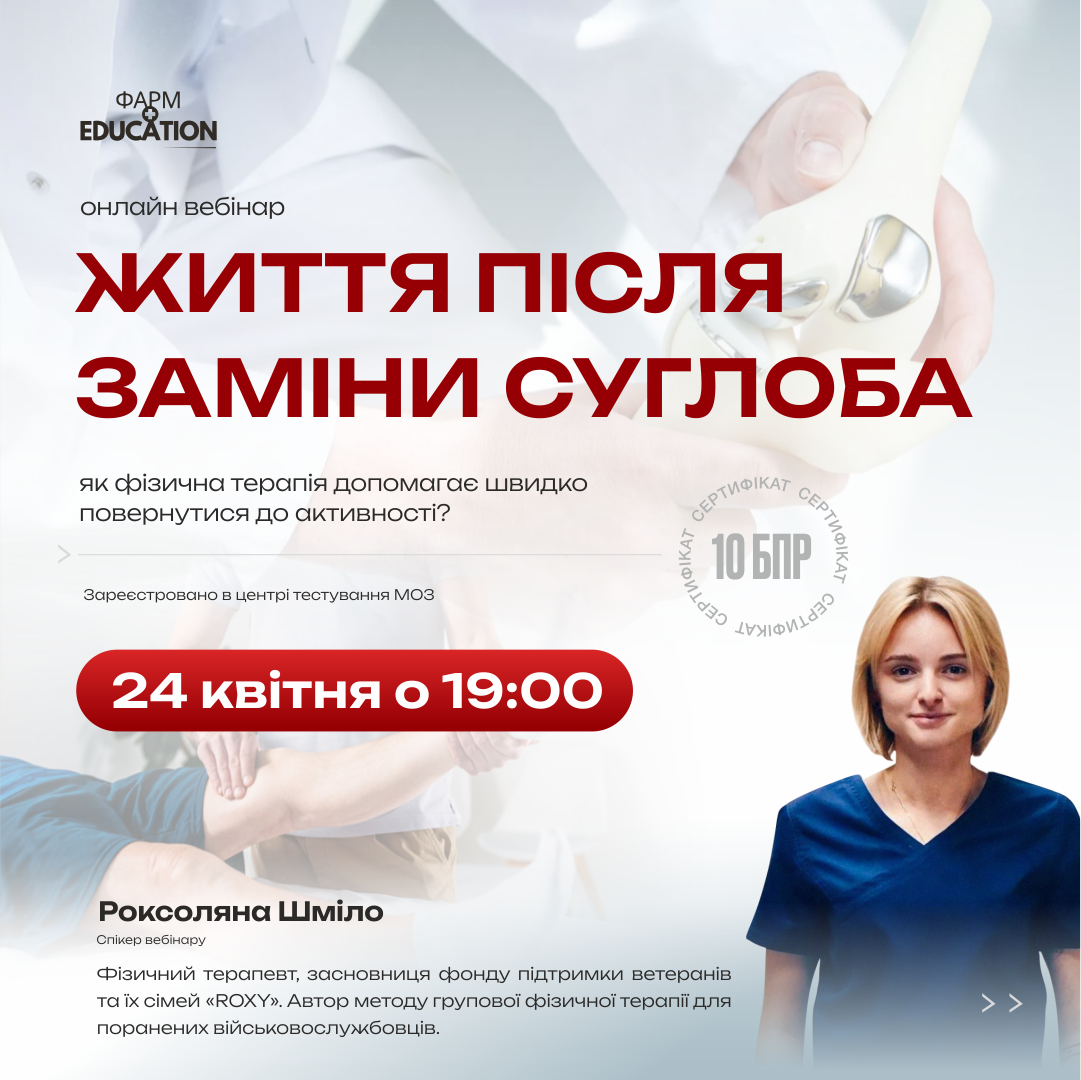 ФАРМ
EDUCATION
онлайн вебінар
ЖИТТЯ ПІСЛЯ
ЗАМІНИ СУГЛОБА
як фізична терапія допомагає швидко
повернутися до активності?
СЕРТИФІКАТ СЕРТИФІКАТ СЕРТИФІКАТ СЕРТИФІКАТ
10 БПР
Зареєстровано в центрі тестування МОЗ
24 квітня о 19:00
Роксоляна Шміло
Спікер вебінару
Фізичний терапевт, засновниця фонду підтримки ветеранів
та їх сімей «ROXY». Автор методу групової фізичної терапії для
поранених військовослужбовців.